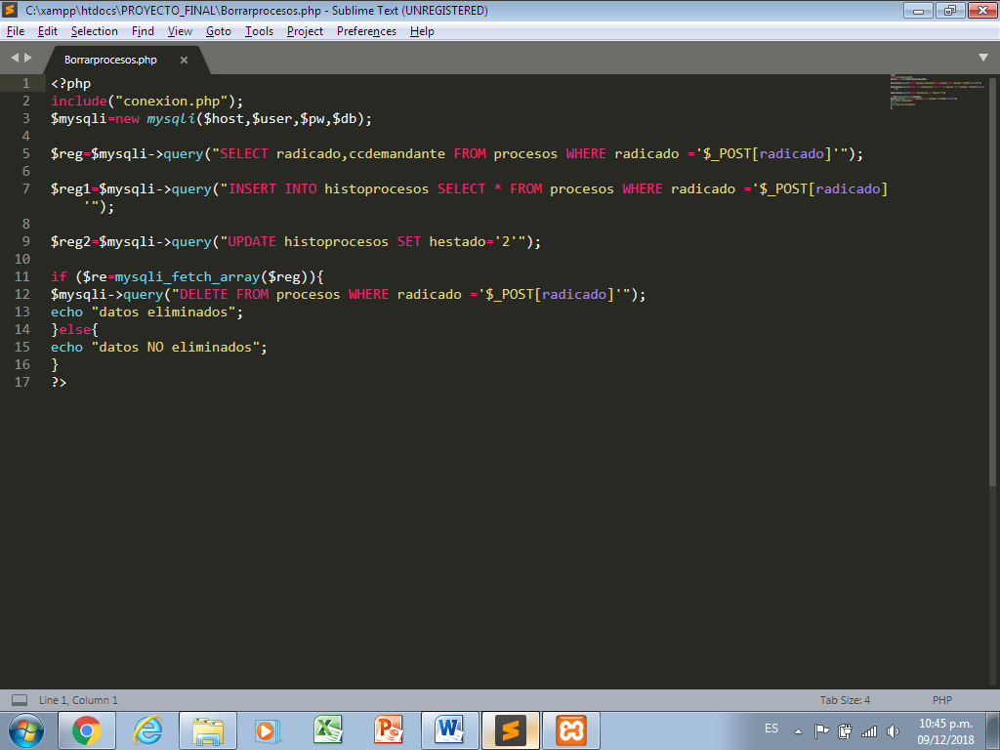 C:\xampp\htdocs\PROYECTO_FINAL\Borrarprocesos.php - Sublime Text (UNREGISTERED)
File Edit Selection Find View Goto Tools Project Preferences Help
Borrarprocesos.php ×
1 <?php
2 include("conexion.php");
3 $mysqli=new mysqli($host,$user,$pw,$db);
4
5 $reg=$mysqli->query("SELECT radicado,ccdemandante FROM procesos WHERE radicado ='$_POST[radicado]'");
6
7 $reg1=$mysqli->query("INSERT INTO histoprocesos SELECT * FROM procesos WHERE radicado ='$_POST[radicado]
'");
8
9 $reg2=$mysqli->query("UPDATE histoprocesos SET hestado='2'");
10
11 if ($re=mysqli_fetch_array($reg)){
12 $mysqli->query("DELETE FROM procesos WHERE radicado ='$_POST[radicado]'");
13 echo "datos eliminados";
14 }else{
15 echo "datos NO eliminados";
16 }
17 ?>
Line 1, Column 1 Tab Size: 4 PHP
ES 10:45 p.m.
09/12/2018